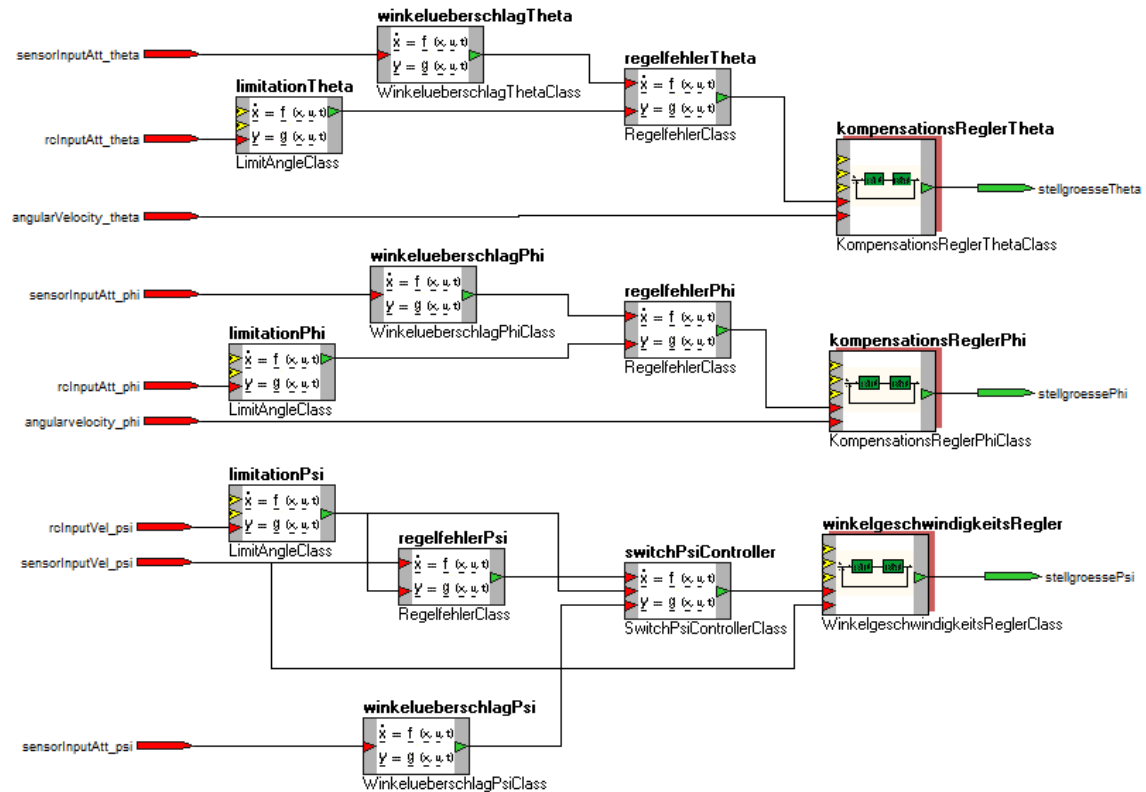 winkelueberschlagTheta
sensorInputAtt_theta
ẋ = f (x, u, t)
y = g (x, u, t)
WinkelueberschlagThetaClass
regelfehlerTheta
ẋ = f (x, u, t)
y = g (x, u, t)
RegelfehlerClass
limitationTheta
ẋ = f (x, u, t)
y = g (x, u, t)
LimitAngleClass
rcInputAtt_theta
kompensationsReglerTheta
stellgroesseTheta
KompensationsReglerThetaClass
angularVelocity_theta
winkelueberschlagPhi
sensorInputAtt_phi
ẋ = f (x, u, t)
y = g (x, u, t)
WinkelueberschlagPhiClass
regelfehlerPhi
ẋ = f (x, u, t)
y = g (x, u, t)
RegelfehlerClass
limitationPhi
ẋ = f (x, u, t)
y = g (x, u, t)
LimitAngleClass
rcInputAtt_phi
kompensationsReglerPhi
stellgroessePhi
KompensationsReglerPhiClass
angularvelocity_phi
limitationPsi
ẋ = f (x, u, t)
y = g (x, u, t)
LimitAngleClass
rcInputVel_psi
sensorInputVel_psi
regelfehlerPsi
ẋ = f (x, u, t)
y = g (x, u, t)
RegelfehlerClass
switchPsiController
ẋ = f (x, u, t)
y = g (x, u, t)
SwitchPsiControllerClass
winkelgeschwindigkeitsRegler
stellgroessePsi
WinkelgeschwindigkeitsReglerClass
winkelueberschlagPsi
sensorInputAtt_psi
ẋ = f (x, u, t)
y = g (x, u, t)
WinkelueberschlagPsiClass